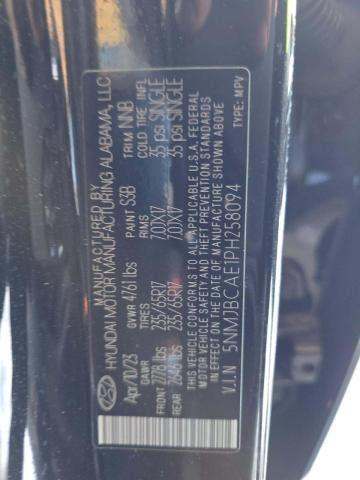 MFD. BY
HYUNDAI MOTOR MANUFACTURING ALABAMA, LLC
Apr/10/23 GVWR 4761 lbs PAINT S3B TRIM NNB
GAWR TIRES RIMS COLD TIRE INFL
FRONT 2778 lbs 235/65R17 7.0JX17 35 psi SINGLE
REAR 2646 lbs 235/65R17 7.0JX17 35 psi SINGLE
THIS VEHICLE CONFORMS TO ALL APPLICABLE U.S.A. FEDERAL
MOTOR VEHICLE SAFETY AND THEFT PREVENTION STANDARDS
IN EFFECT ON THE DATE OF MANUFACTURE SHOWN ABOVE.
V.I.N 5NMJBCAE1PH258094 TYPE: MPV